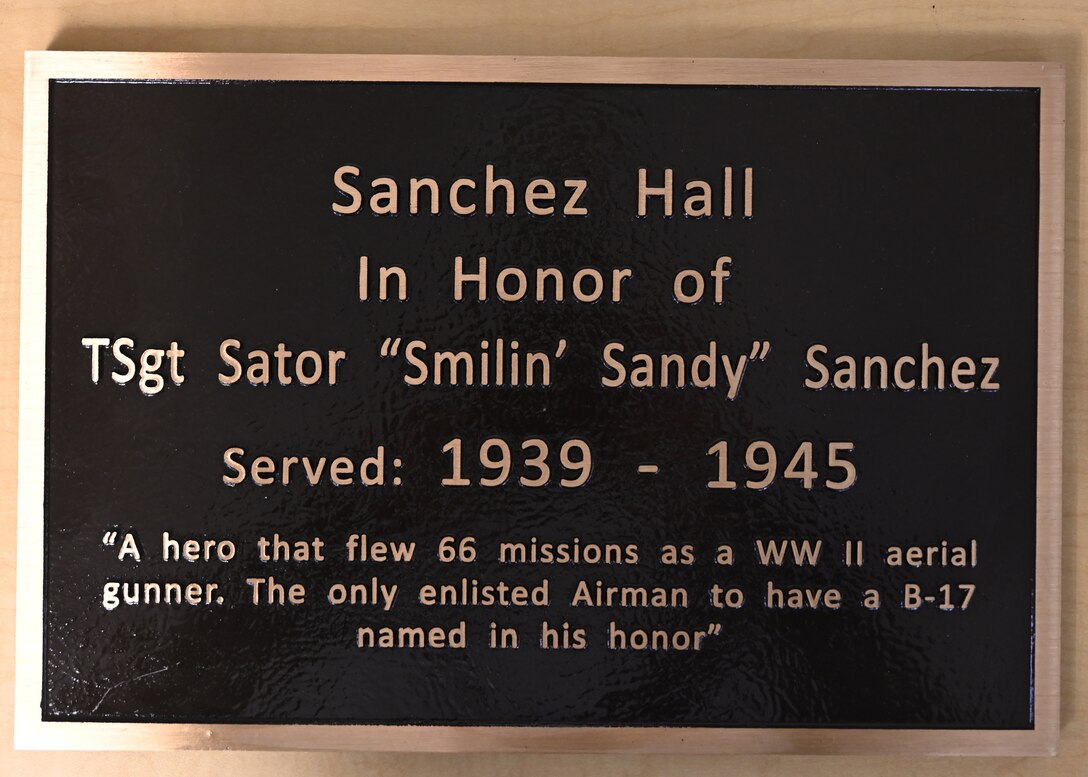 Sanchez Hall
In Honor of
TSgt Sator “Smilin’ Sandy” Sanchez
Served: 1939 - 1945
“A hero that flew 66 missions as a WW II aerial
gunner. The only enlisted Airman to have a B-17
named in his honor”